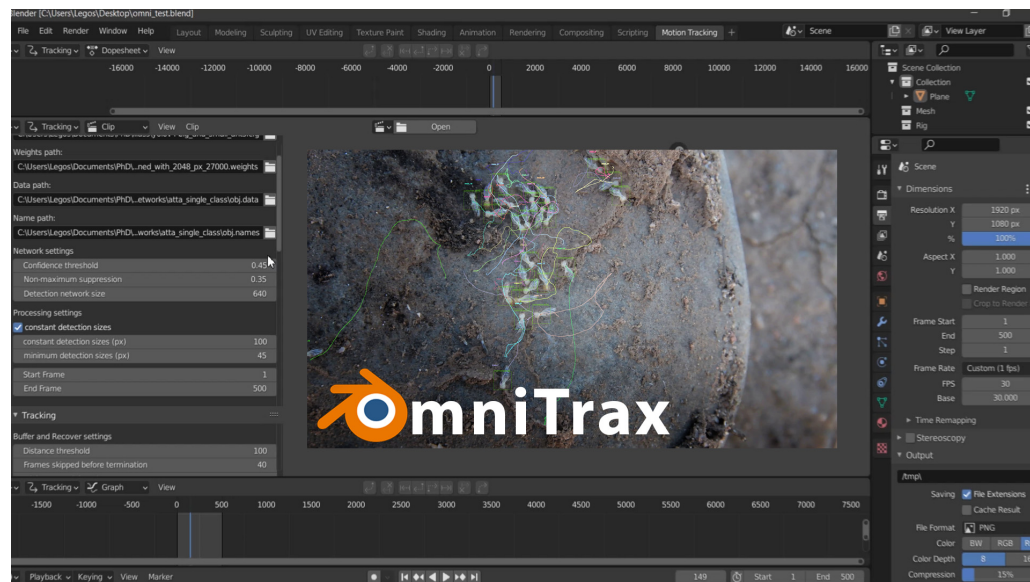 Blender [C:\Users\Legos\Desktop\omni_test.blend]
File Edit Render Window Help Layout Modeling Sculpting UV Editing Texture Paint Shading Animation Rendering Compositing Scripting Motion Tracking + Scene View Layer
Tracking Dopesheet View
-16000 -14000 -12000 -10000 -8000 -6000 -4000 -2000 0 2000 4000 6000 8000 10000 12000 14000 16000
Scene Collection
Collection
Plane
Mesh
Rig
Tracking Clip View Clip Open
Weights path:
C:\Users\Legos\Documents\PhD\...ned_with_2048_px_27000.weights
Data path:
C:\Users\Legos\Documents\PhD\...etworks\atta_single_class\obj.data
Name path:
C:\Users\Legos\Documents\PhD\...works\atta_single_class\obj.names
Network settings
Confidence threshold 0.45
Non-maximum suppression 0.35
Detection network size 640
Processing settings
constant detection sizes
constant detection sizes (px) 100
minimum detection sizes (px) 45
Start Frame 1
End Frame 500
Tracking
Buffer and Recover settings
Distance threshold 100
Frames skipped before termination 40
OmniTrax
Scene
Dimensions
Resolution X 1920 px
Y 1080 px
% 100%
Aspect X 1.000
Y 1.000
Render Region
Crop to Render
Frame Start 1
End 500
Step 1
Frame Rate Custom (1 fps)
FPS 30
Base 30.000
Time Remapping
Stereoscopy
Output
/tmp\
Saving File Extensions
Cache Result
File Format PNG
Color BW RGB
Color Depth 8 16
Compression 15%
Tracking Graph View
-1500 -1000 -500 0 500 1000 1500 2000 2500 3000 3500 4000 4500 5000 5500 6000 6500 7000 7500
Playback Keying View Marker 149 Start 1 End 500